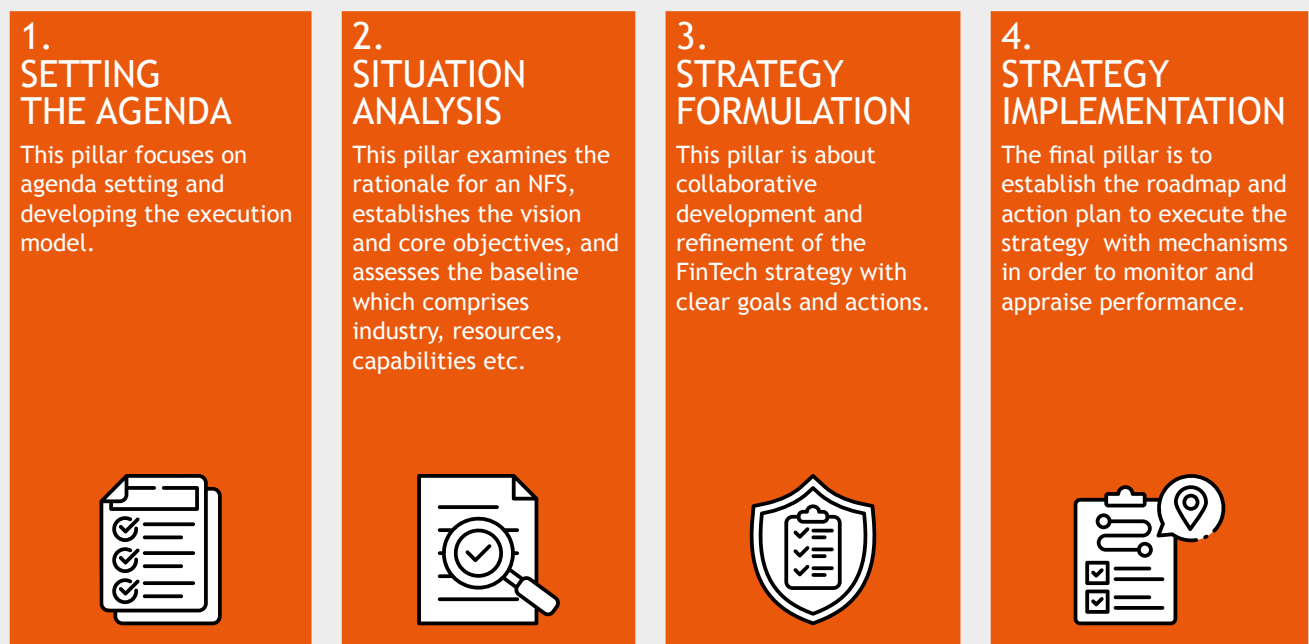 1.
SETTING
THE AGENDA
This pillar focuses on
agenda setting and
developing the execution
model.
2.
SITUATION
ANALYSIS
This pillar examines the
rationale for an NFS,
establishes the vision
and core objectives, and
assesses the baseline
which comprises
industry, resources,
capabilities etc.
3.
STRATEGY
FORMULATION
This pillar is about
collaborative
development and
refinement of the
FinTech strategy with
clear goals and actions.
4.
STRATEGY
IMPLEMENTATION
The final pillar is to
establish the roadmap and
action plan to execute the
strategy  with mechanisms
in order to monitor and
appraise performance.